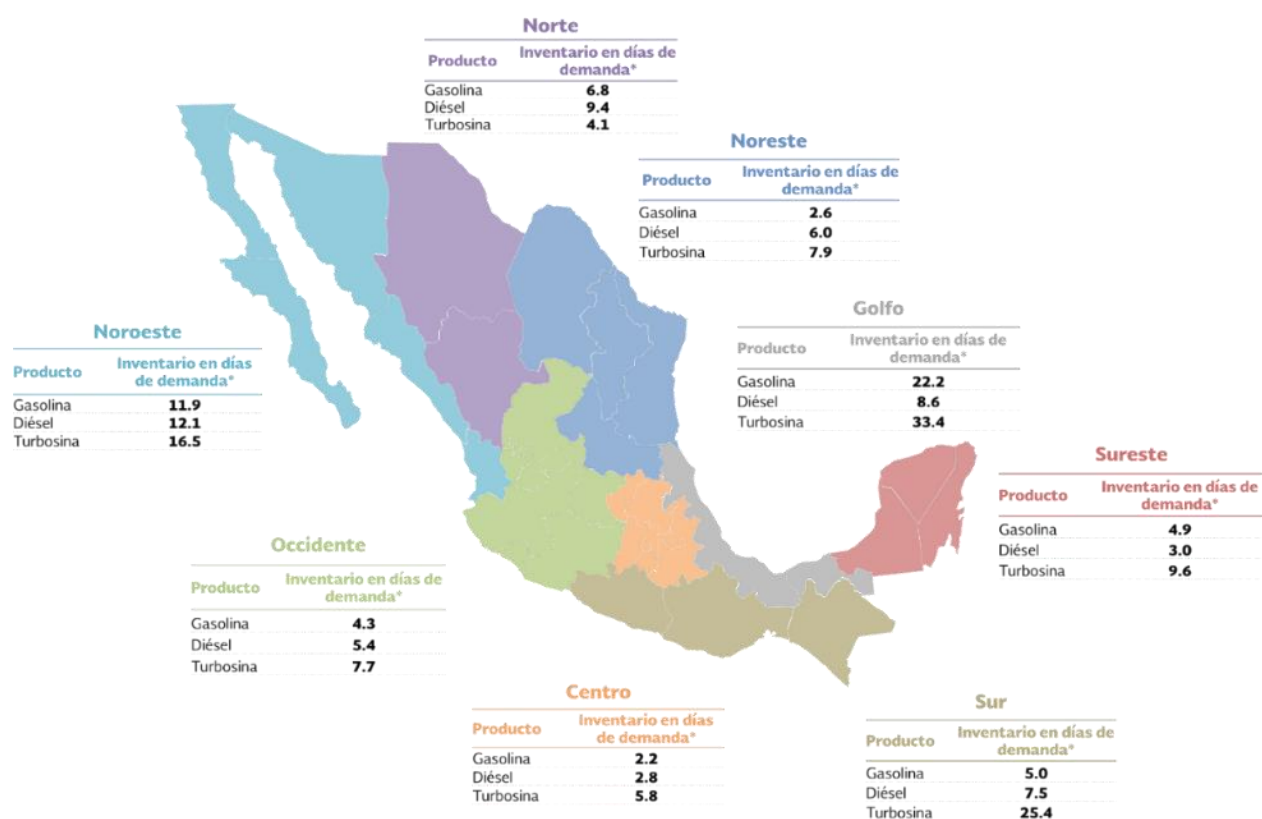 Norte
Producto Inventario en días de
demanda*
Gasolina 6.8
Diésel 9.4
Turbosina 4.1
Noreste
Producto Inventario en días de
demanda*
Gasolina 2.6
Diésel 6.0
Turbosina 7.9
Golfo
Producto Inventario en días de
demanda*
Gasolina 22.2
Diésel 8.6
Turbosina 33.4
Noroeste
Producto Inventario en días
de demanda*
Gasolina 11.9
Diésel 12.1
Turbosina 16.5
Sureste
Producto Inventario en días de
demanda*
Gasolina 4.9
Diésel 3.0
Turbosina 9.6
Occidente
Producto Inventario en días de
demanda*
Gasolina 4.3
Diésel 5.4
Turbosina 7.7
Centro
Producto Inventario en días
de demanda*
Gasolina 2.2
Diésel 2.8
Turbosina 5.8
Sur
Producto Inventario en días de
demanda*
Gasolina 5.0
Diésel 7.5
Turbosina 25.4